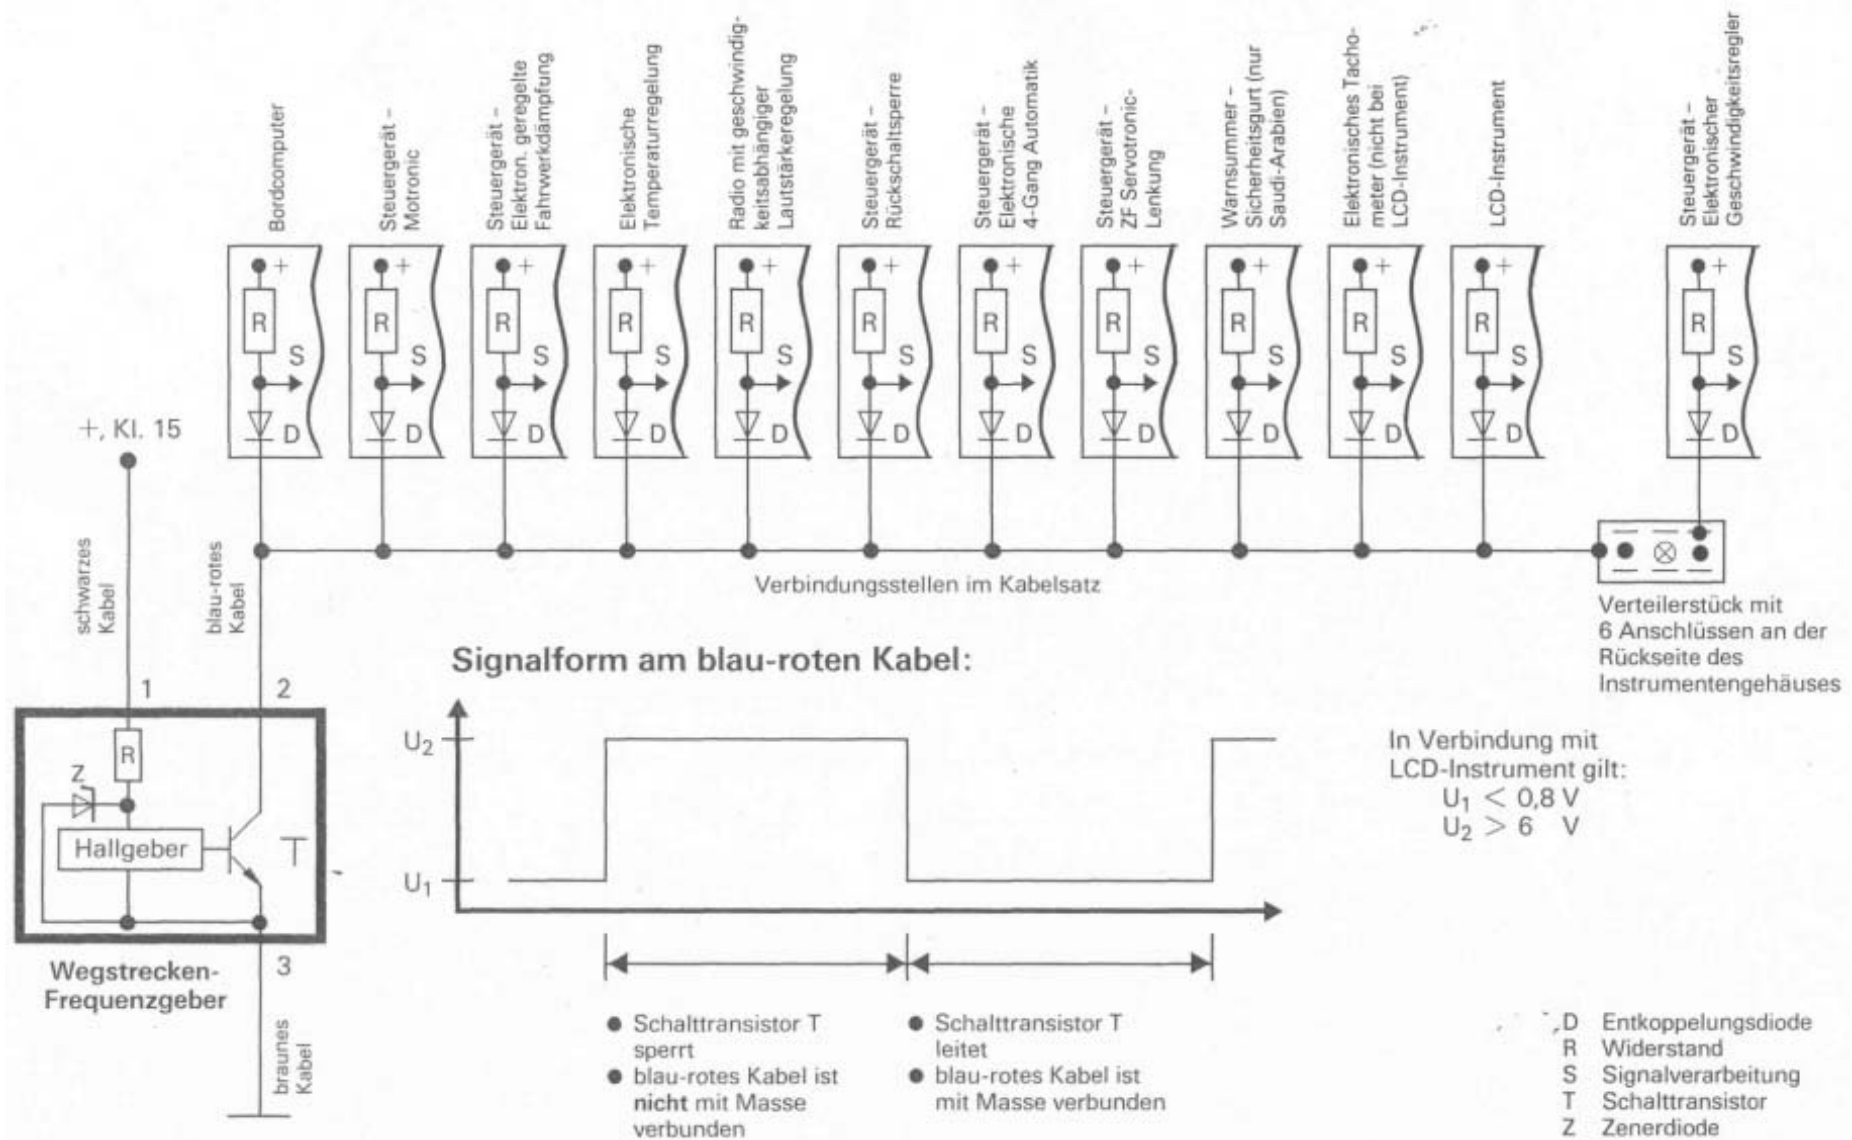 Bordcomputer
Steuergerät –
Motronic
Steuergerät –
Elektron. geregelte
Fahrwerkdämpfung
Elektronische
Temperaturregelung
Radio mit geschwindig-
keitsabhängiger
Lautstärkeregelung
Steuergerät –
Rückschaltsperre
Steuergerät –
Elektronische
4-Gang Automatik
Steuergerät –
ZF Servotronic-
Lenkung
Warnsummer –
Sicherheitsgurt (nur
Saudi-Arabien)
Elektronisches Tacho-
meter (nicht bei
LCD-Instrument)
LCD-Instrument
Steuergerät –
Elektronischer
Geschwindigkeitsregler
+ + + + + + + + + + + +
R R R R R R R R R R R R
S S S S S S S S S S S S
D D D D D D D D D D D D
+, Kl. 15
schwarzes
Kabel
blau-rotes
Kabel
Verbindungsstellen im Kabelsatz
Verteilerstück mit
6 Anschlüssen an der
Rückseite des
Instrumentengehäuses
1
2
R
Z
Hallgeber
T
3
Wegstrecken-
Frequenzgeber
braunes
Kabel
Signalform am blau-roten Kabel:
U2
U1
In Verbindung mit
LCD-Instrument gilt:
U1 < 0,8 V
U2 > 6 V
● Schalttransistor T
sperrt
● blau-rotes Kabel ist
nicht mit Masse
verbunden
● Schalttransistor T
leitet
● blau-rotes Kabel ist
mit Masse verbunden
D Entkoppelungsdiode
R Widerstand
S Signalverarbeitung
T Schalttransistor
Z Zenerdiode